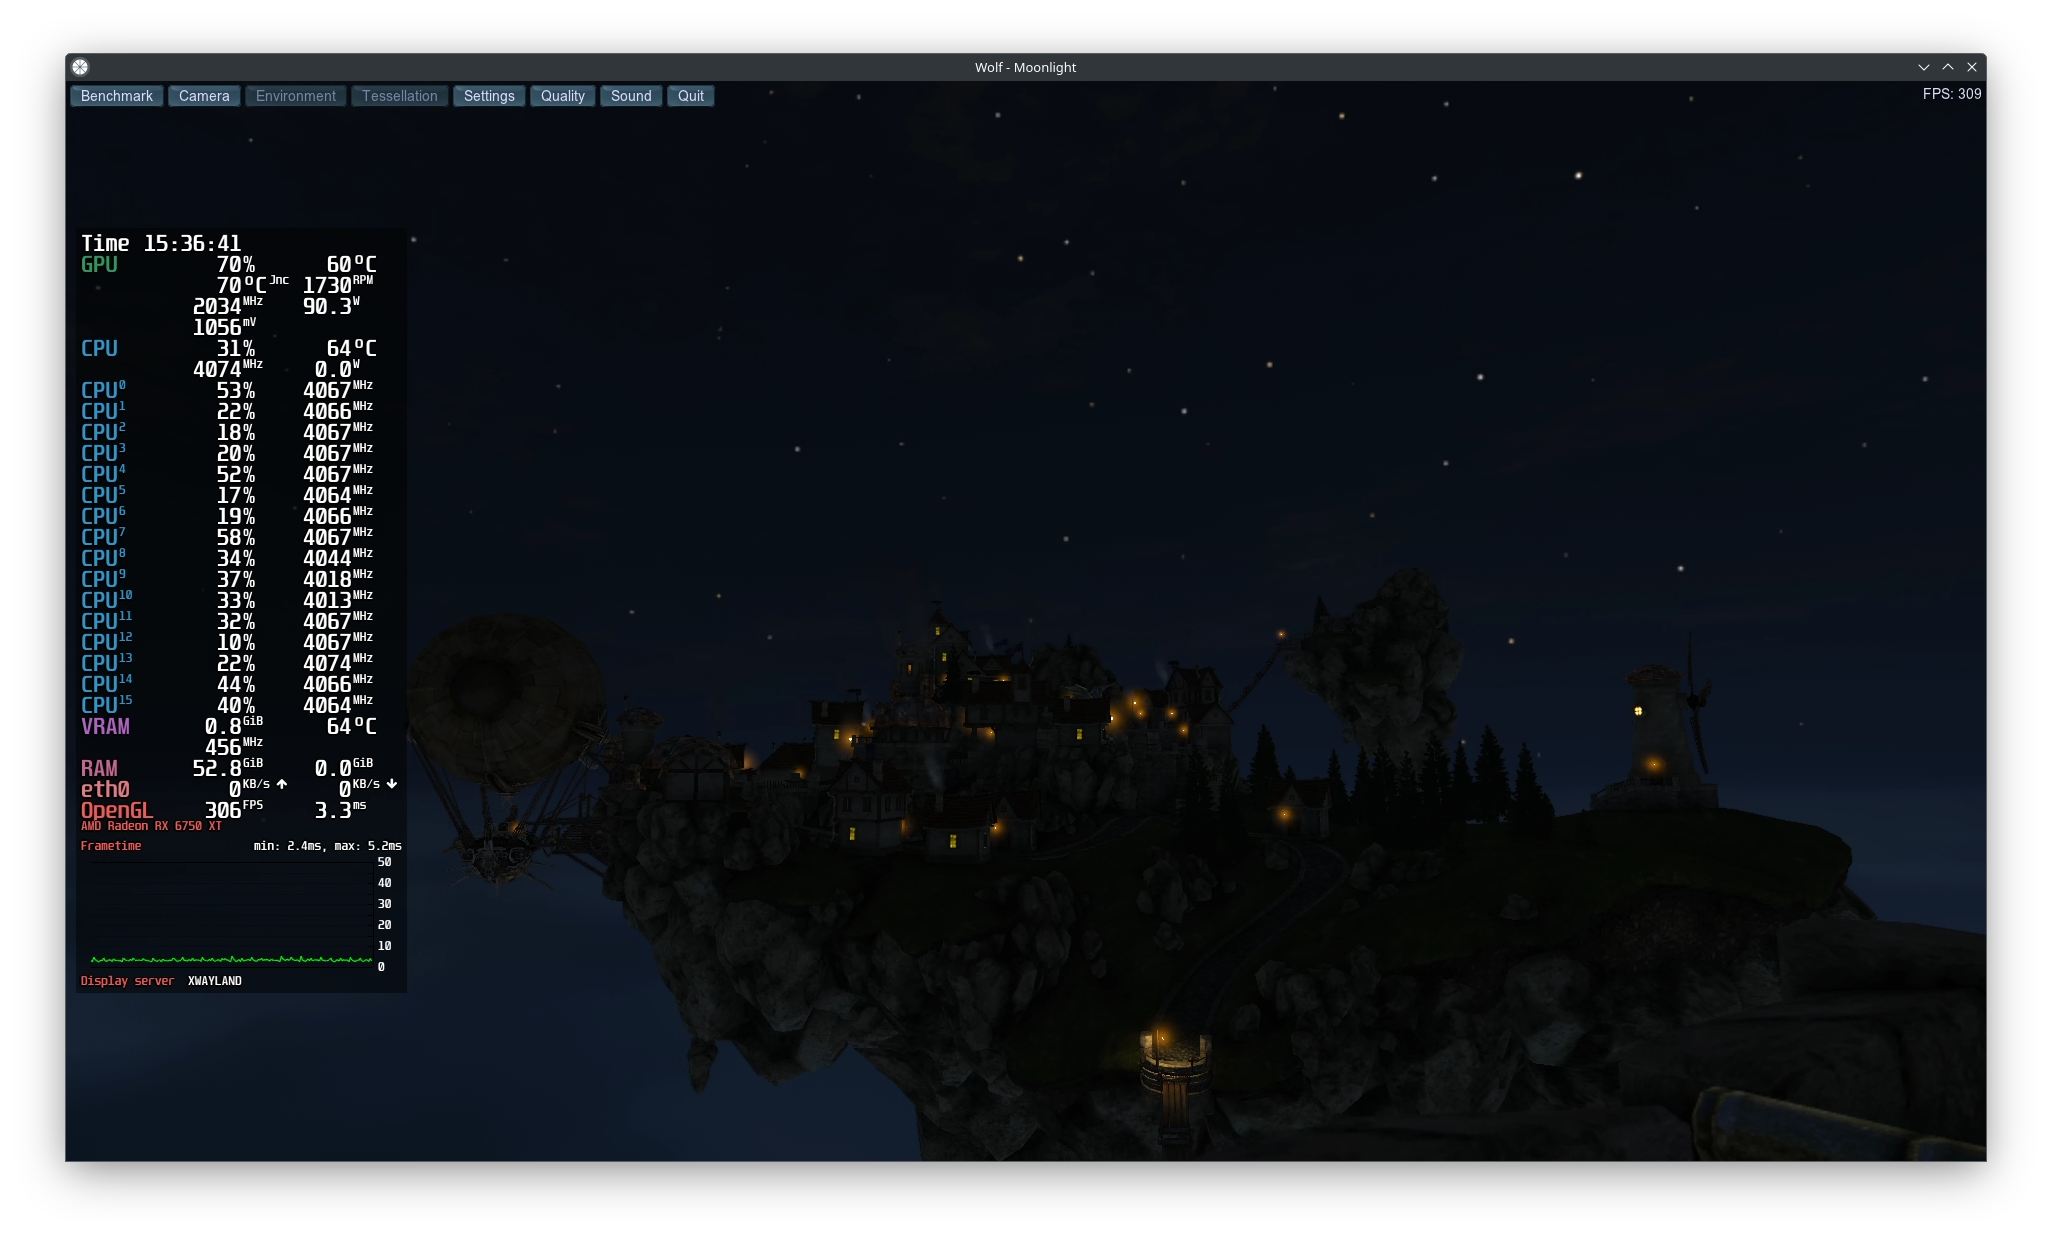 Wolf - Moonlight
Benchmark Camera Environment Tessellation Settings Quality Sound Quit FPS: 309
Time 15:36:41
GPU 70% 60°C
70°C Jnc 1730 RPM
2034 MHz 90.3 W
1056 mV
CPU 31% 64°C
4074 MHz 0.0 W
CPU0 53% 4067 MHz
CPU1 22% 4066 MHz
CPU2 18% 4067 MHz
CPU3 20% 4067 MHz
CPU4 52% 4067 MHz
CPU5 17% 4064 MHz
CPU6 19% 4066 MHz
CPU7 58% 4067 MHz
CPU8 34% 4044 MHz
CPU9 37% 4018 MHz
CPU10 33% 4013 MHz
CPU11 32% 4067 MHz
CPU12 10% 4067 MHz
CPU13 22% 4074 MHz
CPU14 44% 4066 MHz
CPU15 40% 4064 MHz
VRAM 0.8 GiB 64°C
456 MHz
RAM 52.8 GiB 0.0 GiB
eth0 0 KB/s ↑ 0 KB/s ↓
OpenGL 306 FPS 3.3 ms
AMD Radeon RX 6750 XT
Frametime min: 2.4ms, max: 5.2ms
50
40
30
20
10
0
Display server XWAYLAND